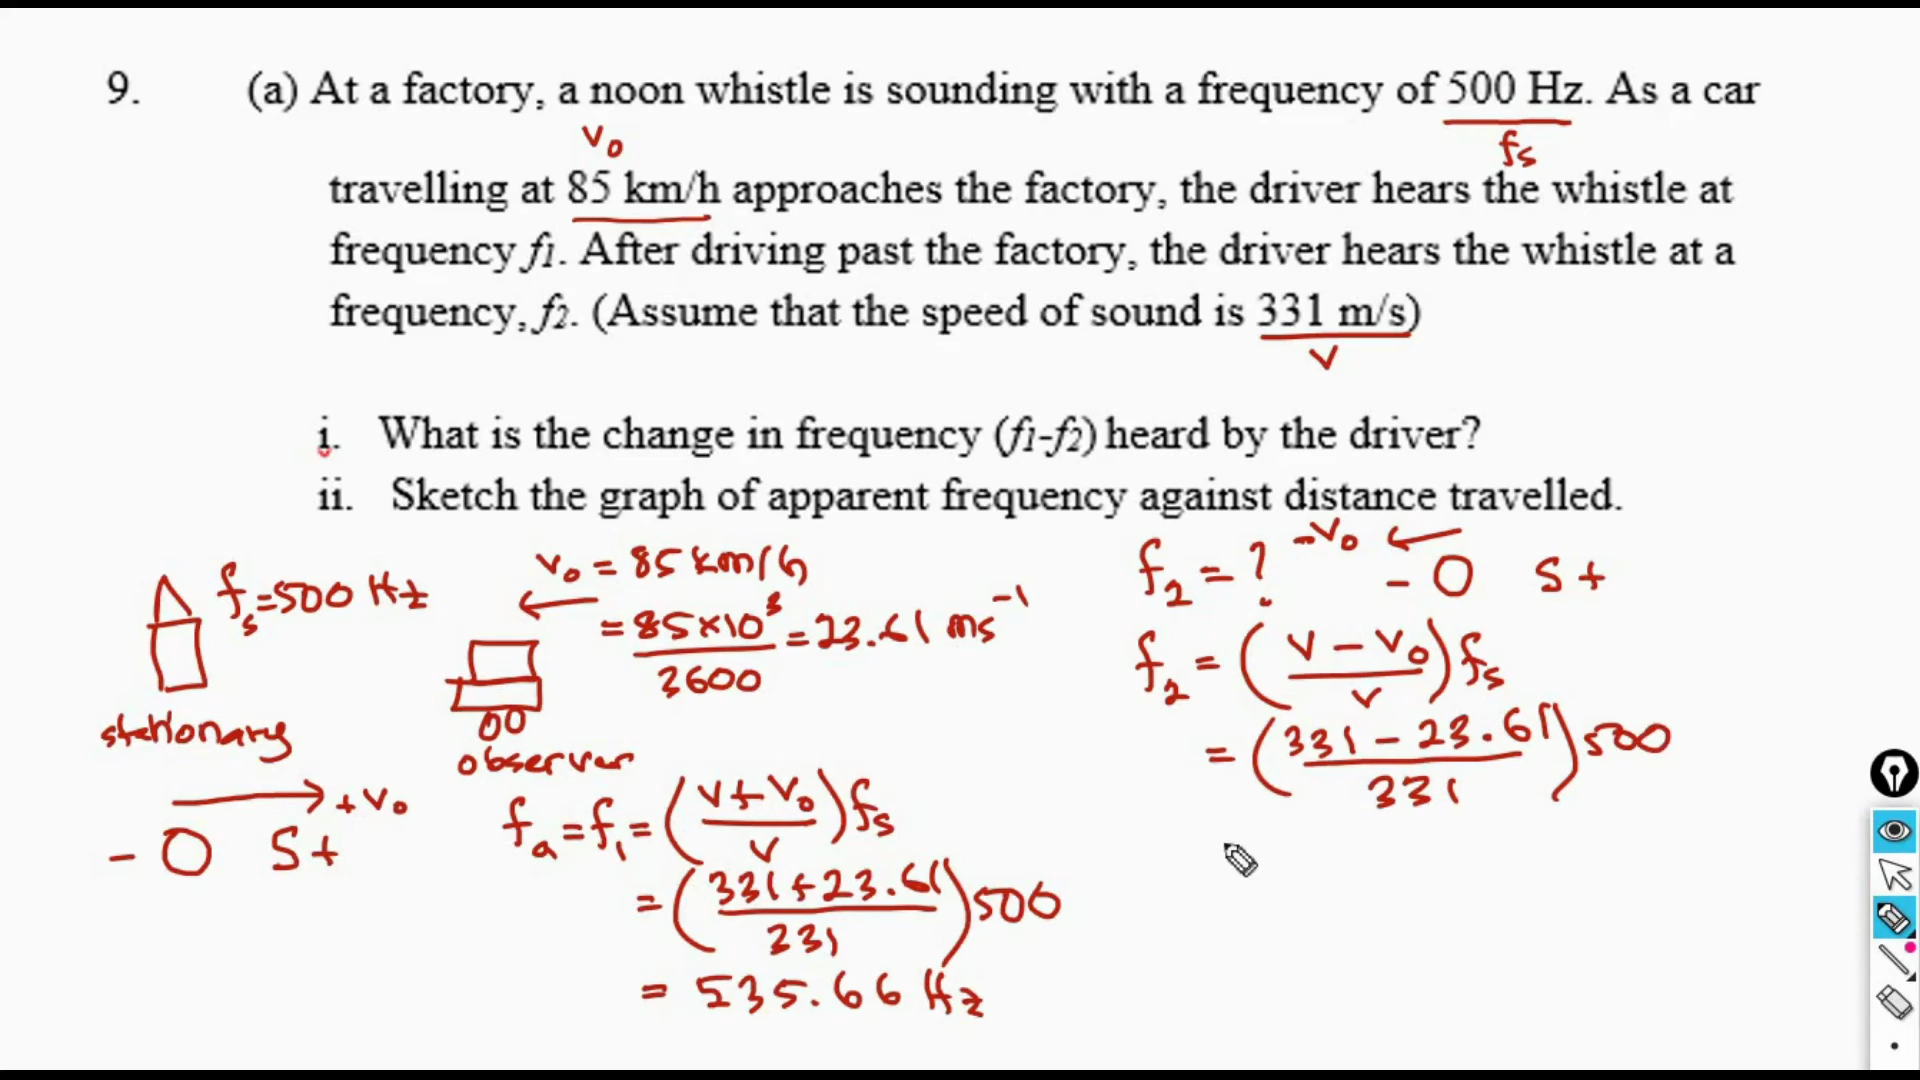 9. (a) At a factory, a noon whistle is sounding with a frequency of 500 Hz. As a car
v₀
fₛ
travelling at 85 km/h approaches the factory, the driver hears the whistle at
frequency f1. After driving past the factory, the driver hears the whistle at a
frequency, f2. (Assume that the speed of sound is 331 m/s)
v
i. What is the change in frequency (f1-f2) heard by the driver?
ii. Sketch the graph of apparent frequency against distance travelled.
fₛ = 500 Hz
v₀ = 85 km/h
= 85×10³/3600 = 23.61 ms⁻¹
stationary
observer
+v₀
- O S +
fₐ = f₁ = (v+v₀/v) fₛ
= (331+23.61/331) 500
= 535.66 Hz
f₂ = ? -v₀
- O S +
f₂ = (v-v₀/v) fₛ
= (331-23.61/331) 500